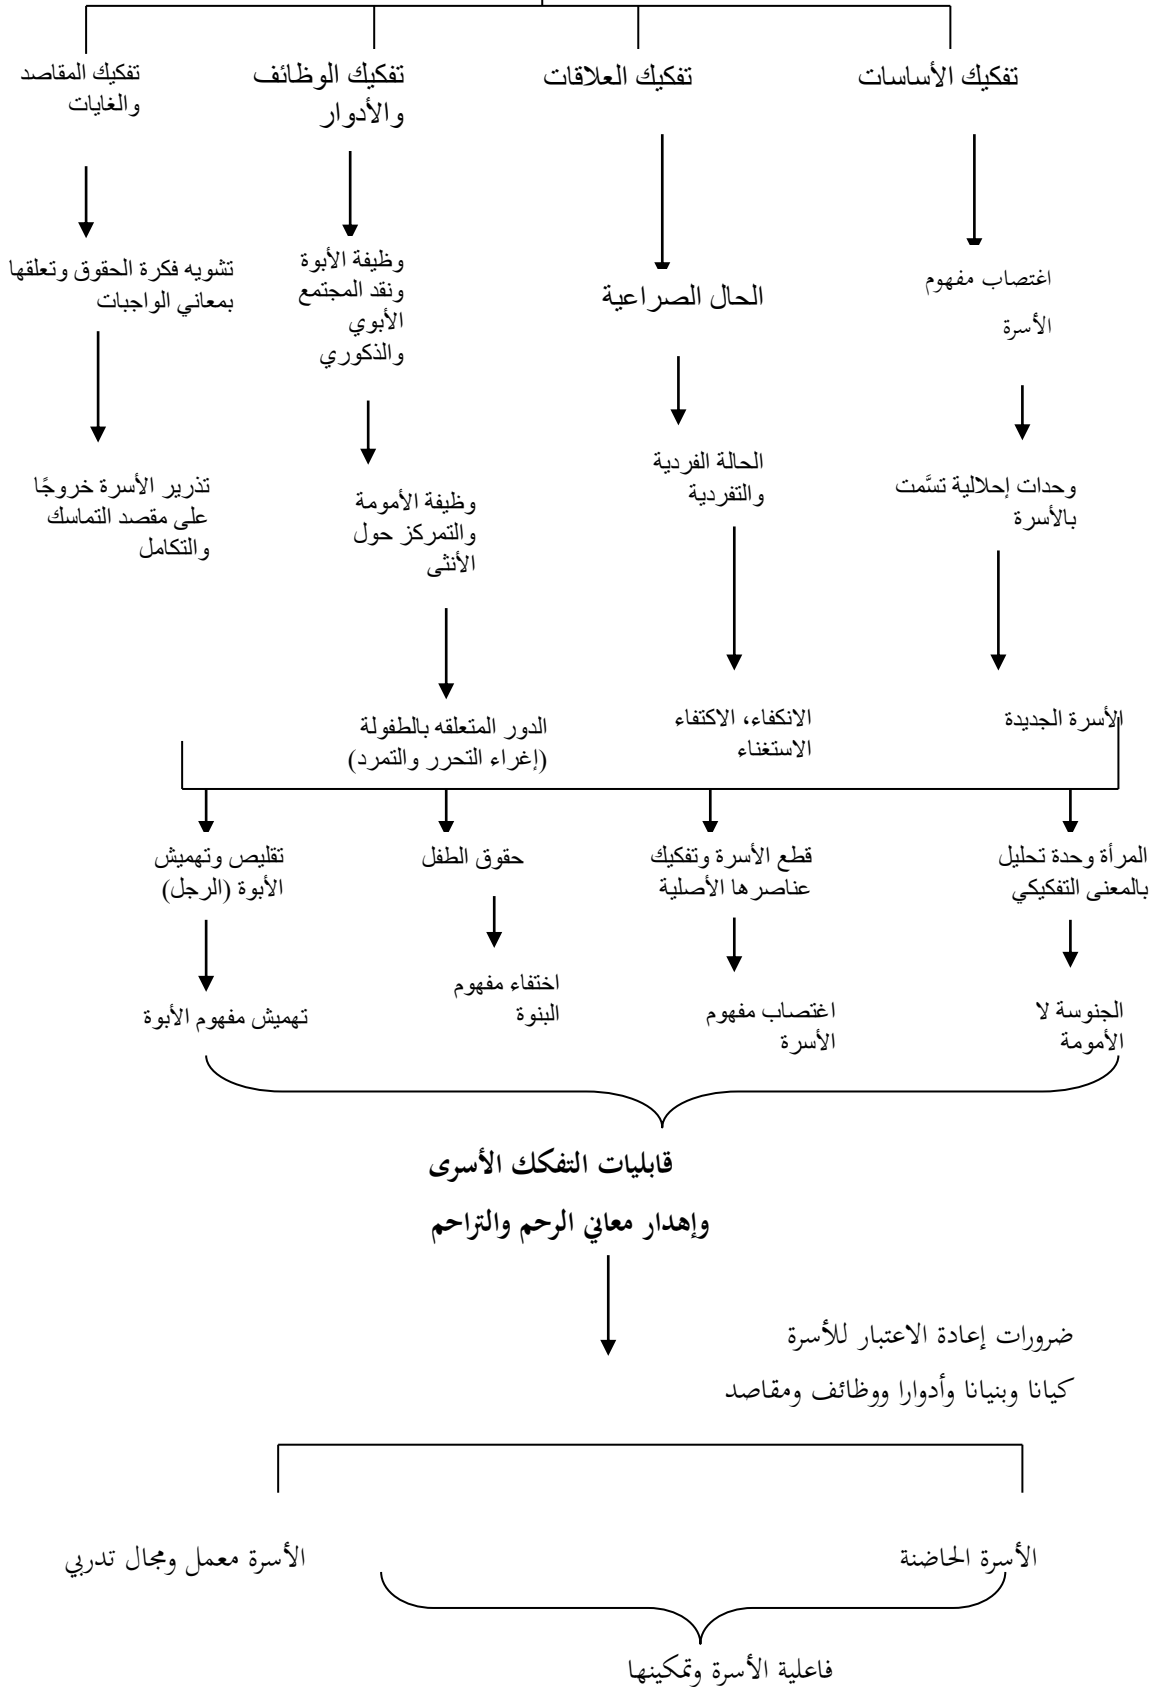 تفكيك الأساسات
تفكيك العلاقات
تفكيك الوظائف
والأدوار
تفكيك المقاصد
والغايات
اغتصاب مفهوم
الأسرة
الحال الصراعية
وظيفة الأبوة
ونقد المجتمع
الأبوي
والذكوري
تشويه فكرة الحقوق وتعلقها
بمعاني الواجبات
وحدات إحلالية تسَّمت
بالأسرة
الحالة الفردية
والتفردية
وظيفة الأمومة
والتمركز حول
الأنثى
تذرير الأسرة خروجًا
على مقصد التماسك
والتكامل
الأسرة الجديدة
الانكفاء، الاكتفاء
الاستغناء
الدور المتعلقه بالطفولة
(إغراء التحرر والتمرد)
المرأة وحدة تحليل
بالمعنى التفكيكي
قطع الأسرة وتفكيك
عناصرها الأصلية
حقوق الطفل
تقليص وتهميش
الأبوة (الرجل)
الجنوسة لا
الأمومة
اغتصاب مفهوم
الأسرة
اختفاء مفهوم
البنوة
تهميش مفهوم الأبوة
قابليات التفكك الأسرى
وإهدار معاني الرحم والتراحم
ضرورات إعادة الاعتبار للأسرة
كيانا وبنيانا وأدوارا ووظائف ومقاصد
الأسرة الحاضنة
الأسرة معمل ومجال تدربي
فاعلية الأسرة وتمكينها